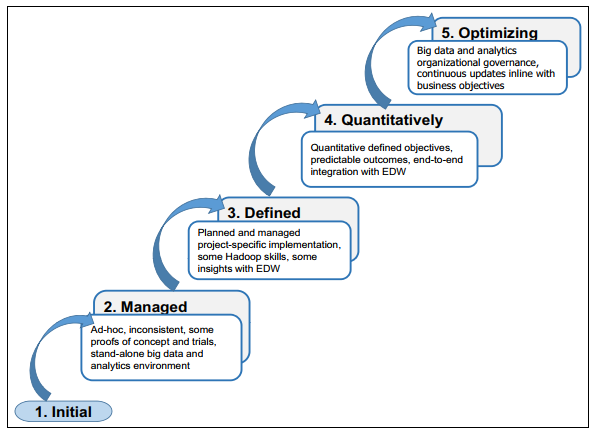 5. Optimizing
Big data and analytics
organizational governance,
continuous updates inline with
business objectives
4. Quantitatively
Quantitative defined objectives,
predictable outcomes, end-to-end
integration with EDW
3. Defined
Planned and managed
project-specific implementation,
some Hadoop skills, some
insights with EDW
2. Managed
Ad-hoc, inconsistent, some
proofs of concept and trials,
stand-alone big data and
analytics environment
1. Initial